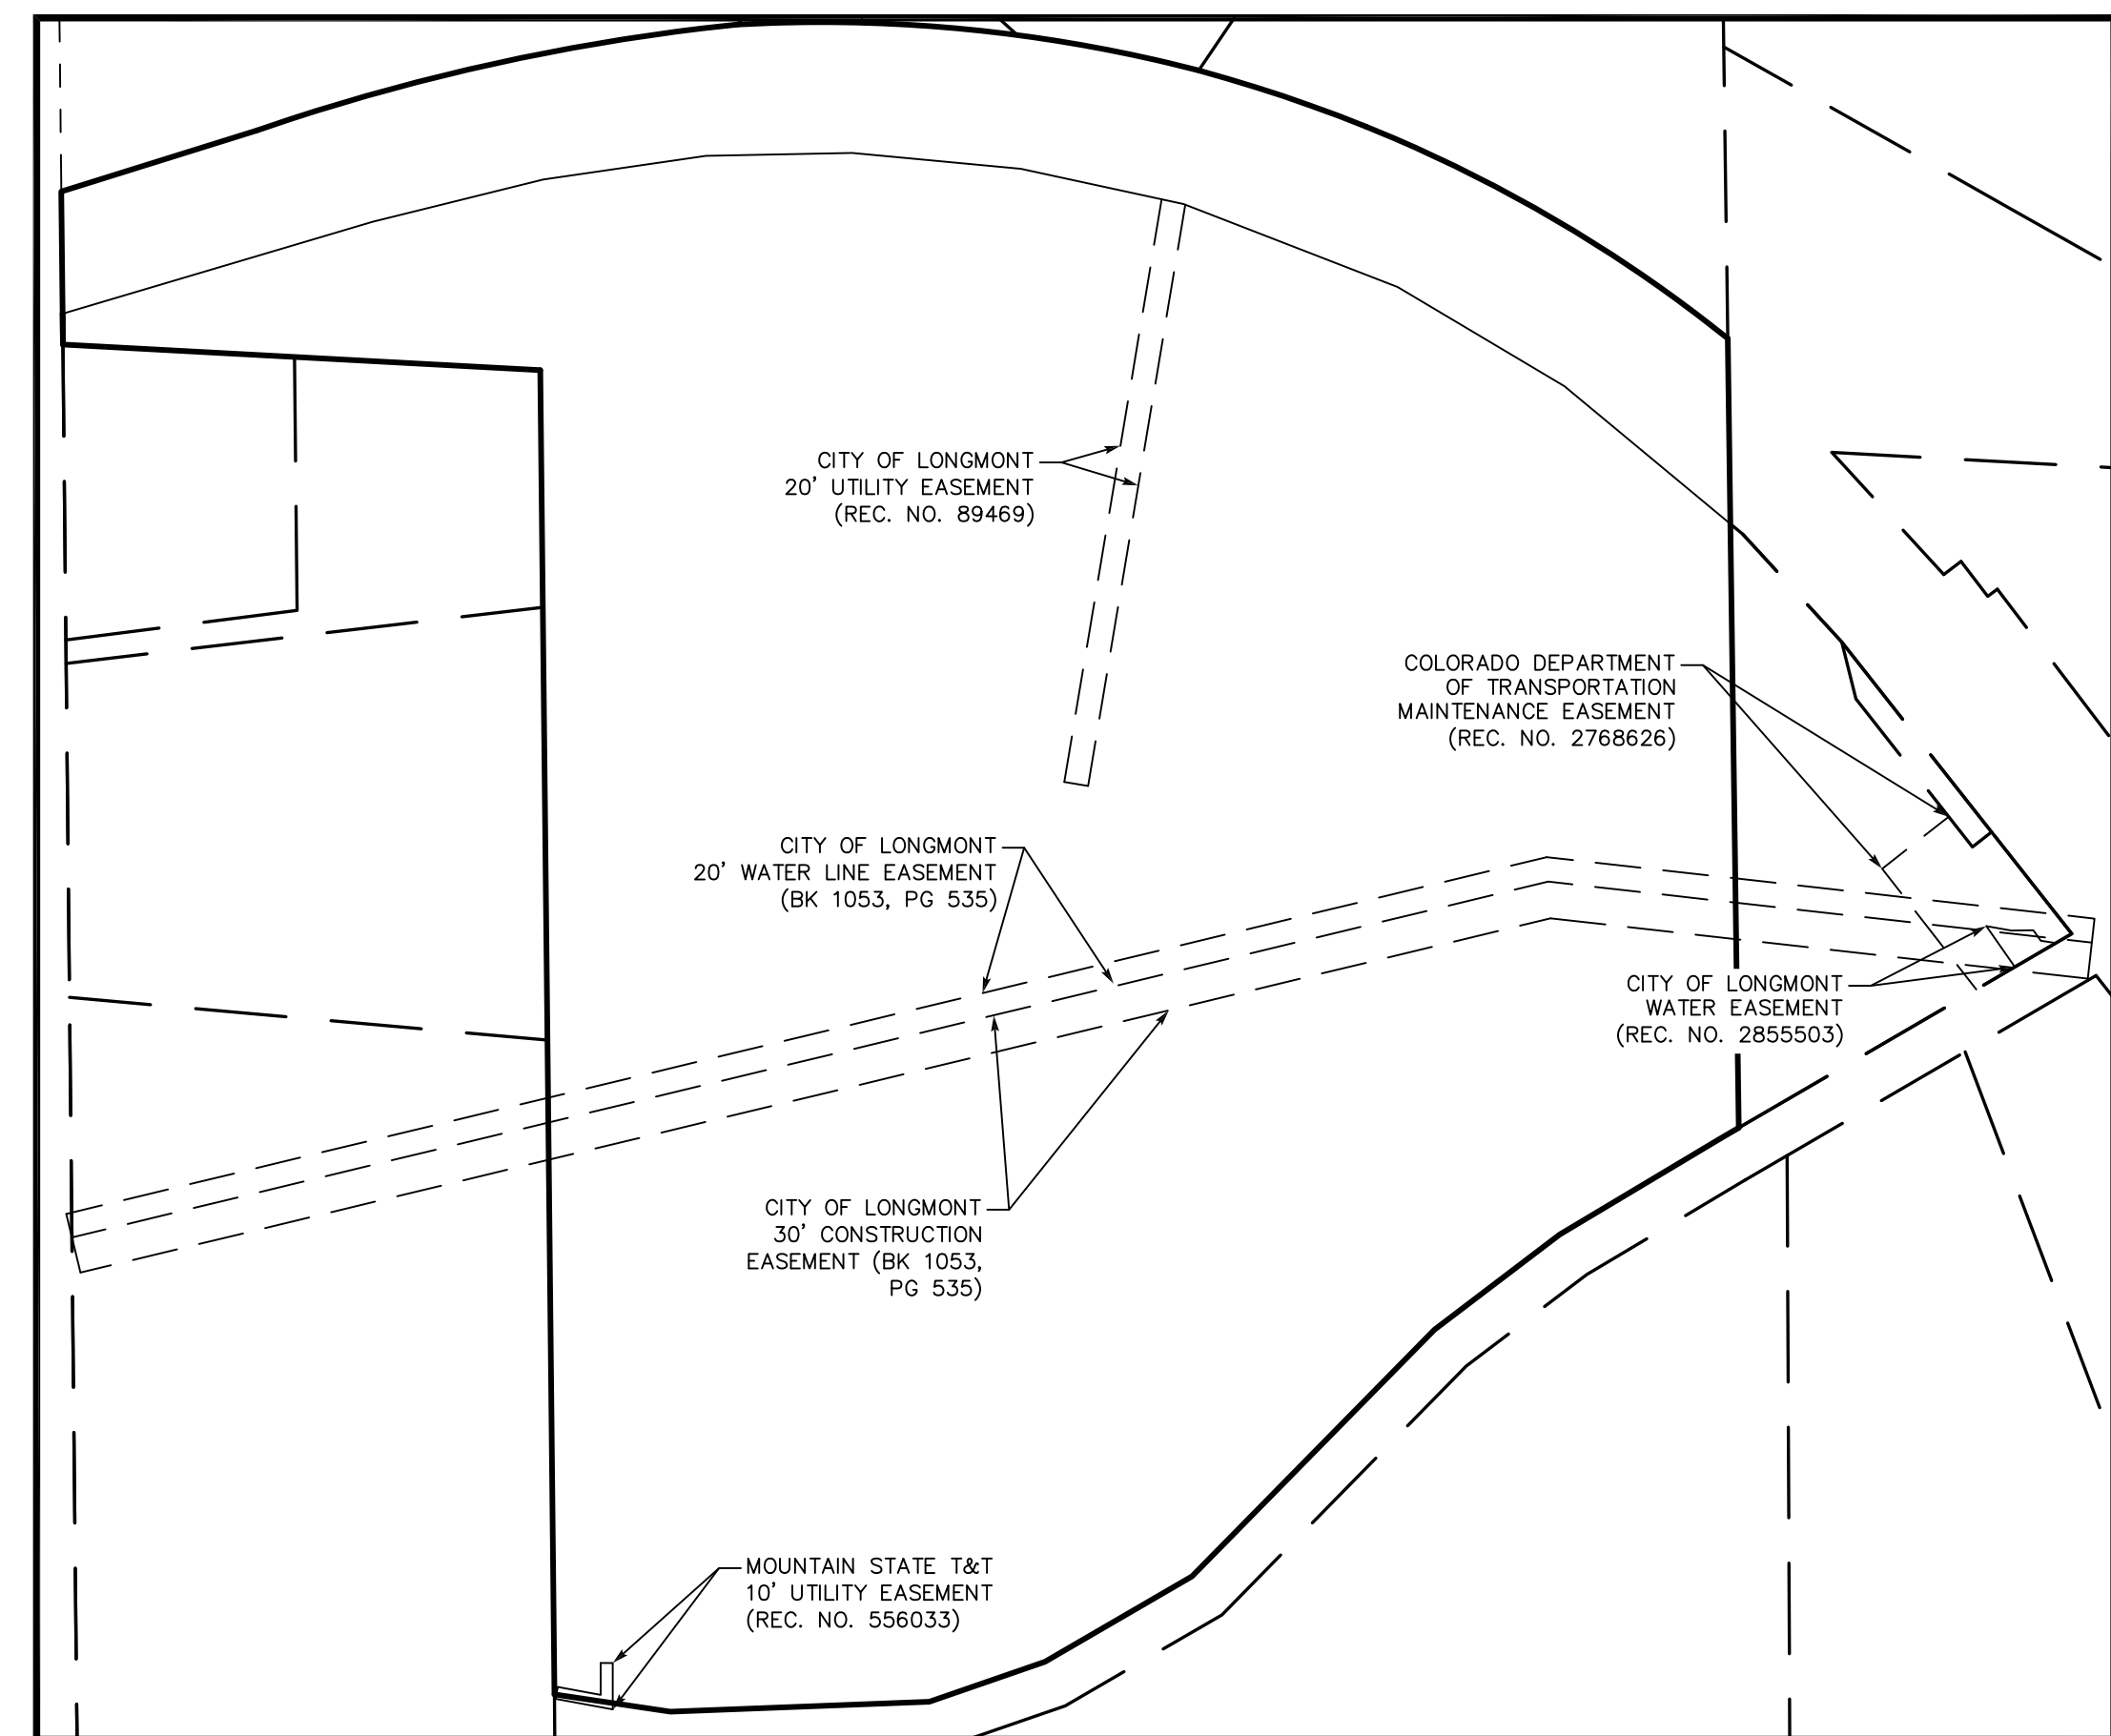 CITY OF LONGMONT
20' UTILITY EASEMENT
(REC. NO. 89469)
COLORADO DEPARTMENT
OF TRANSPORTATION
MAINTENANCE EASEMENT
(REC. NO. 2768626)
CITY OF LONGMONT
20' WATER LINE EASEMENT
(BK 1053, PG 535)
CITY OF LONGMONT
WATER EASEMENT
(REC. NO. 2855503)
CITY OF LONGMONT
30' CONSTRUCTION
EASEMENT (BK 1053,
PG 535)
MOUNTAIN STATE T&T
10' UTILITY EASEMENT
(REC. NO. 556033)